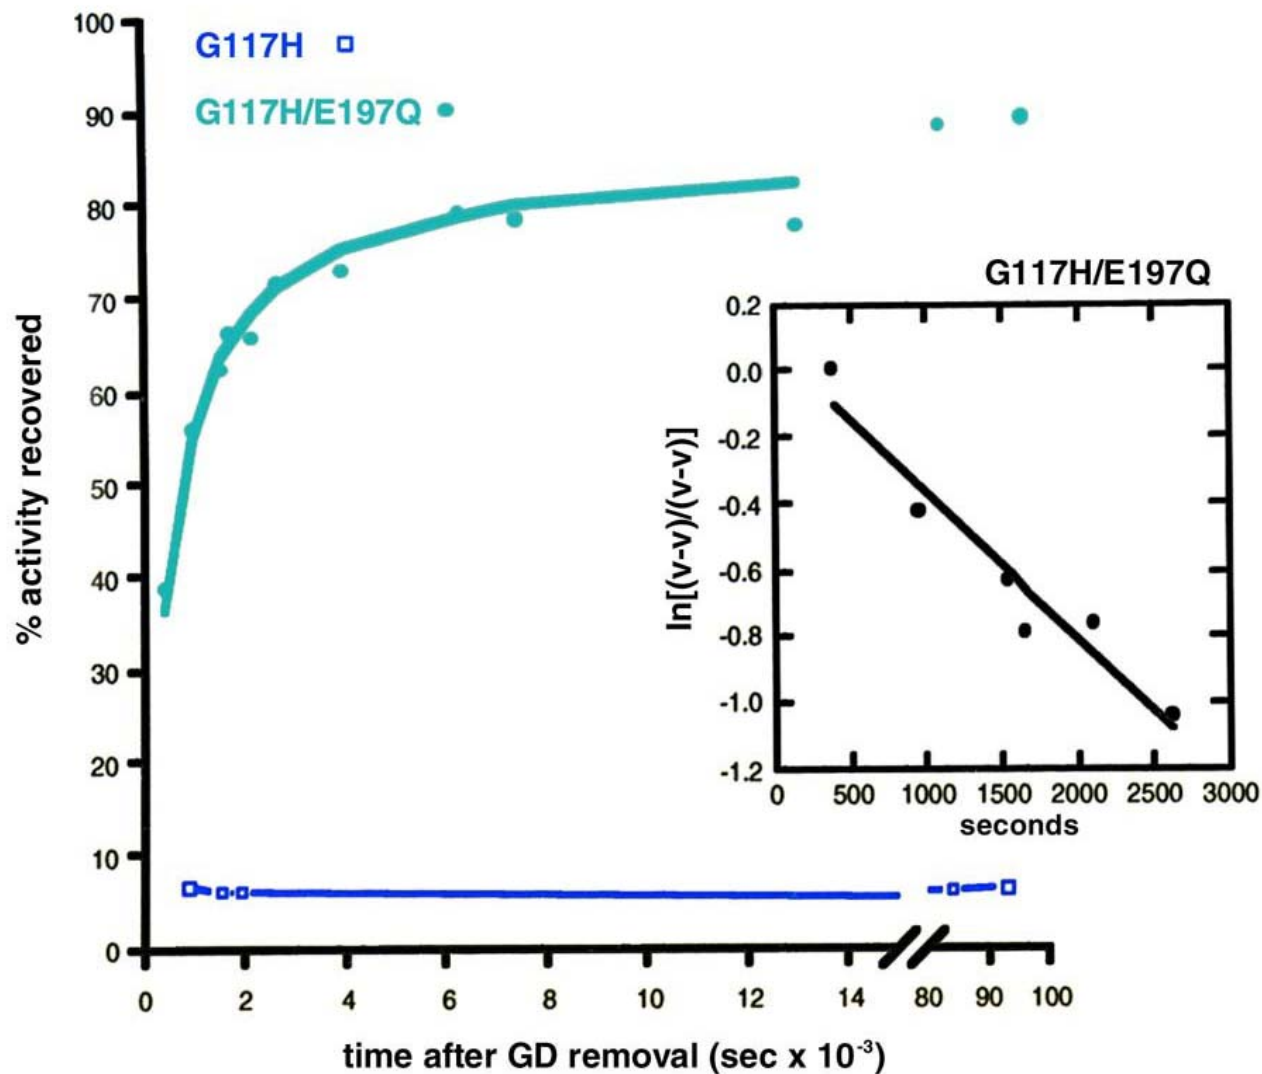 100
90
80
70
60
50
40
30
20
10
0
% activity recovered
G117H
G117H/E197Q
G117H/E197Q
0.2
0.0
-0.2
-0.4
-0.6
-0.8
-1.0
-1.2
ln[(v-v)/(v-v)]
0 500 1000 1500 2000 2500 3000
seconds
0 2 4 6 8 10 12 14 80 90 100
time after GD removal (sec x 10⁻³)